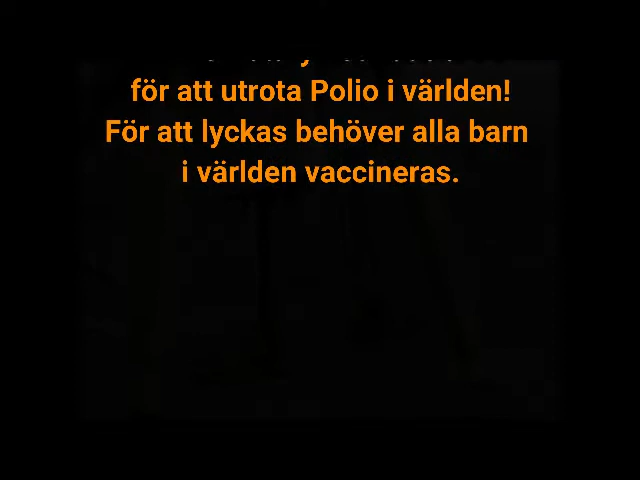 för att utrota Polio i världen!
För att lyckas behöver alla barn
i världen vaccineras.